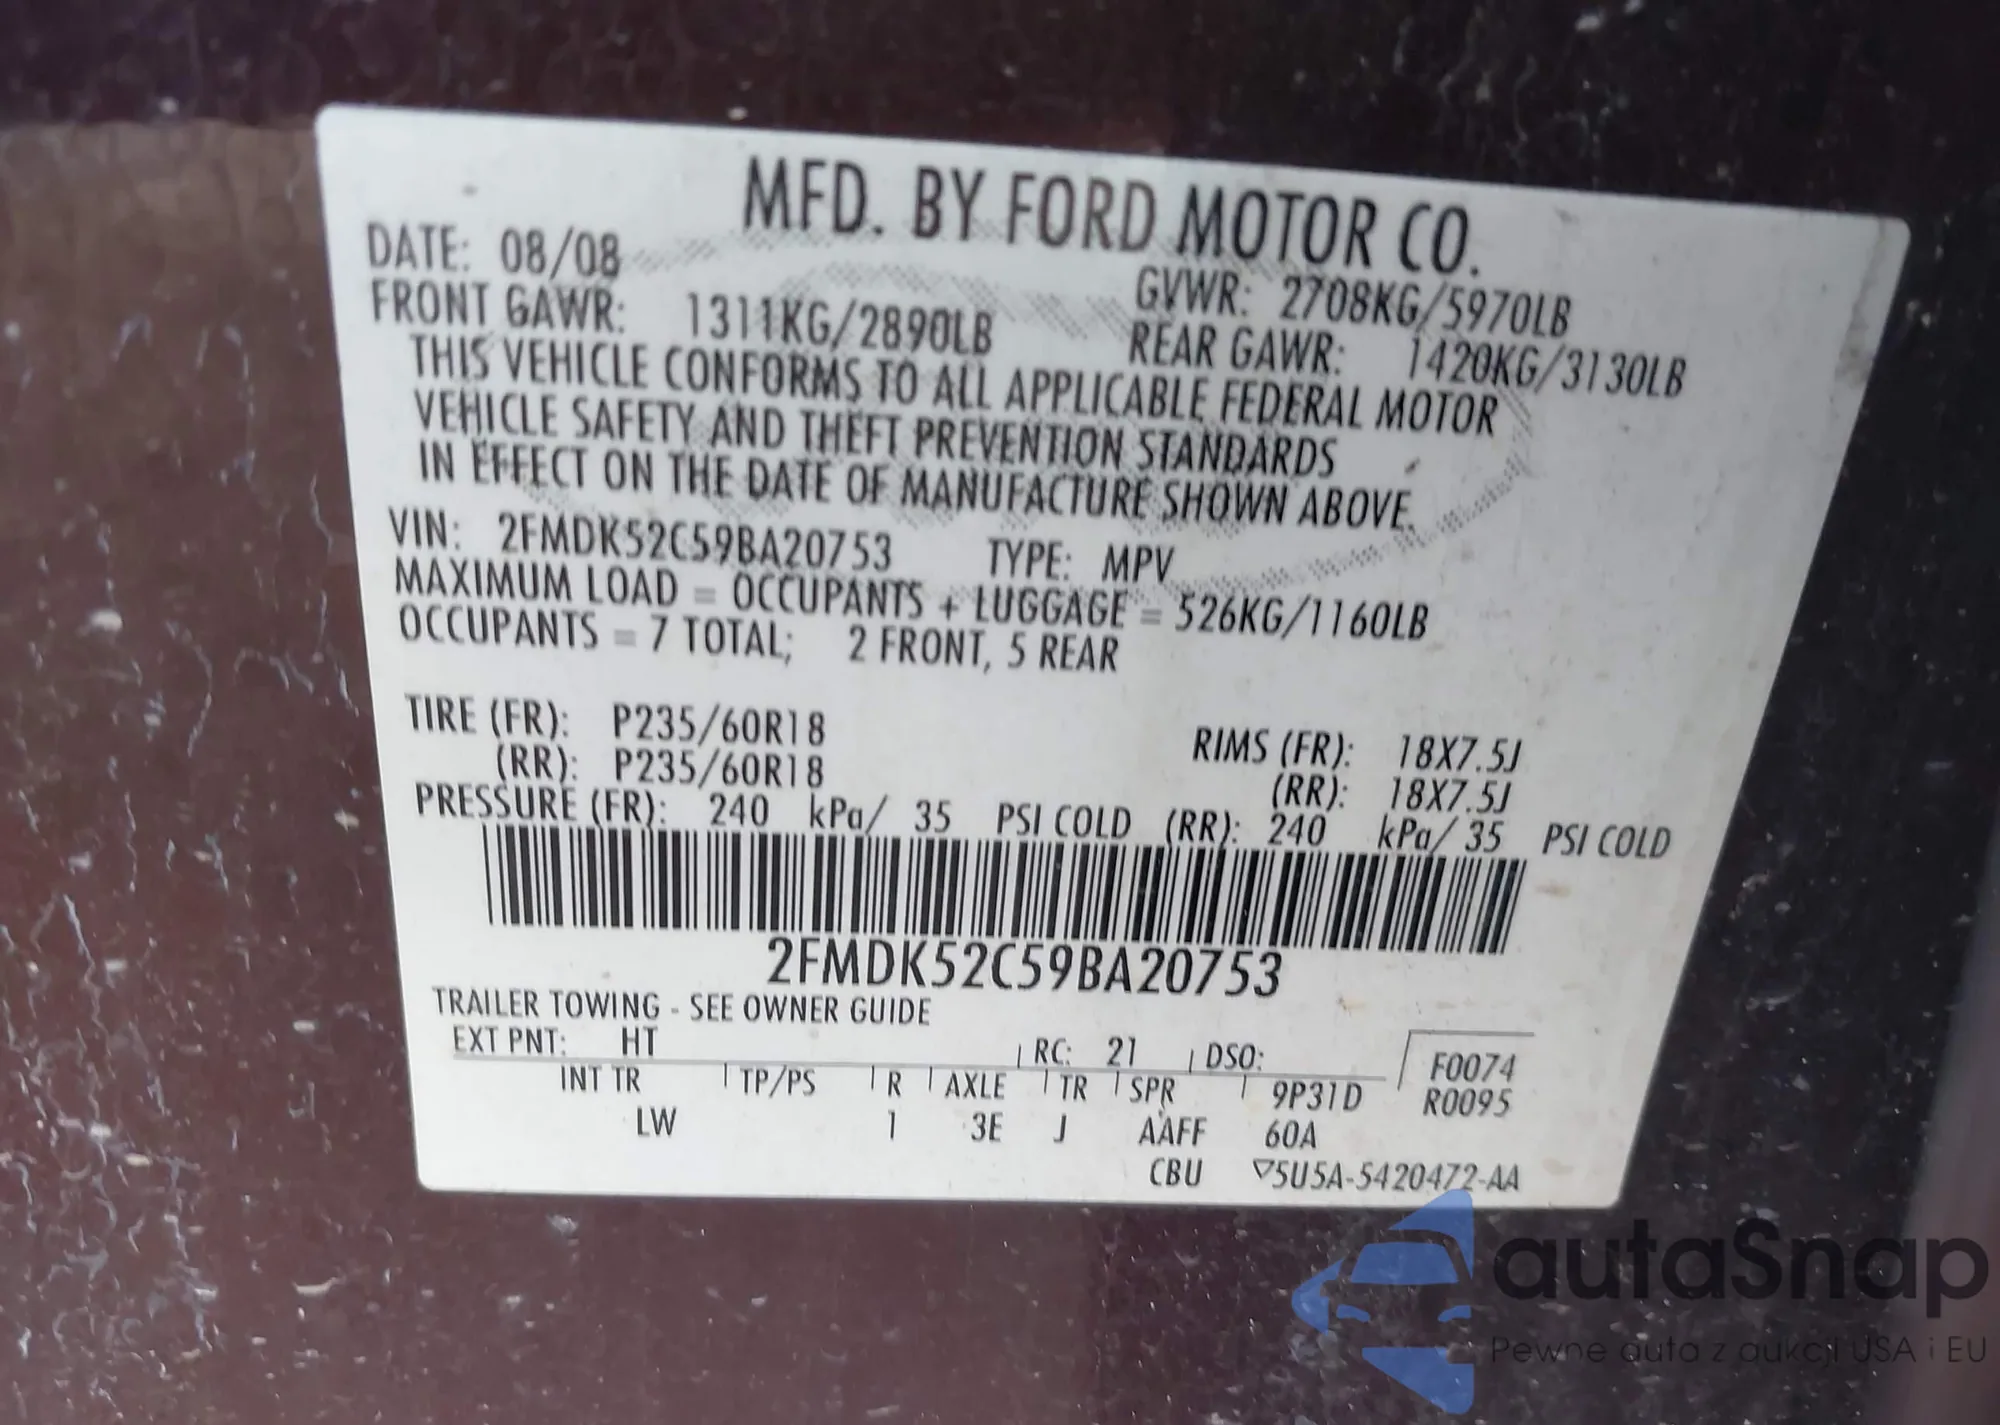 MFD. BY FORD MOTOR CO.
DATE: 08/08 GVWR: 2708KG/5970LB
FRONT GAWR: 1311KG/2890LB REAR GAWR: 1420KG/3130LB
THIS VEHICLE CONFORMS TO ALL APPLICABLE FEDERAL MOTOR
VEHICLE SAFETY AND THEFT PREVENTION STANDARDS
IN EFFECT ON THE DATE OF MANUFACTURE SHOWN ABOVE.
VIN: 2FMDK52C59BA20753 TYPE: MPV
MAXIMUM LOAD = OCCUPANTS + LUGGAGE = 526KG/1160LB
OCCUPANTS = 7 TOTAL; 2 FRONT, 5 REAR
TIRE (FR): P235/60R18 RIMS (FR): 18X7.5J
(RR): P235/60R18 (RR): 18X7.5J
PRESSURE (FR): 240 kPa/ 35 PSI COLD (RR): 240 kPa/ 35 PSI COLD
2FMDK52C59BA20753
TRAILER TOWING - SEE OWNER GUIDE
EXT PNT: HT RC: 21 DSO: F0074
INT TR TP/PS R AXLE TR SPR 9P31D R0095
LW 1 3E J AAFF 60A
CBU ▽5U5A-5420472-AA
autaSnap
Pewne auta z aukcji USA i EU